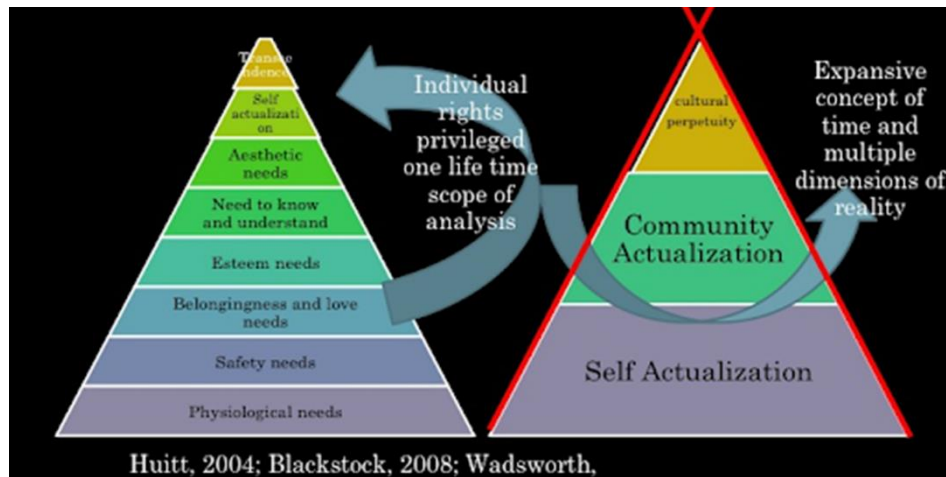 Transce
ndence
Self
actualizati
on
Aesthetic
needs
Need to know
and understand
Esteem needs
Belongingness and love
needs
Safety needs
Physiological needs
Individual
rights
privileged
one life time
scope of
analysis
cultural
perpetuity
Community
Actualization
Self Actualization
Expansive
concept of
time and
multiple
dimensions of
reality
Huitt, 2004; Blackstock, 2008; Wadsworth,